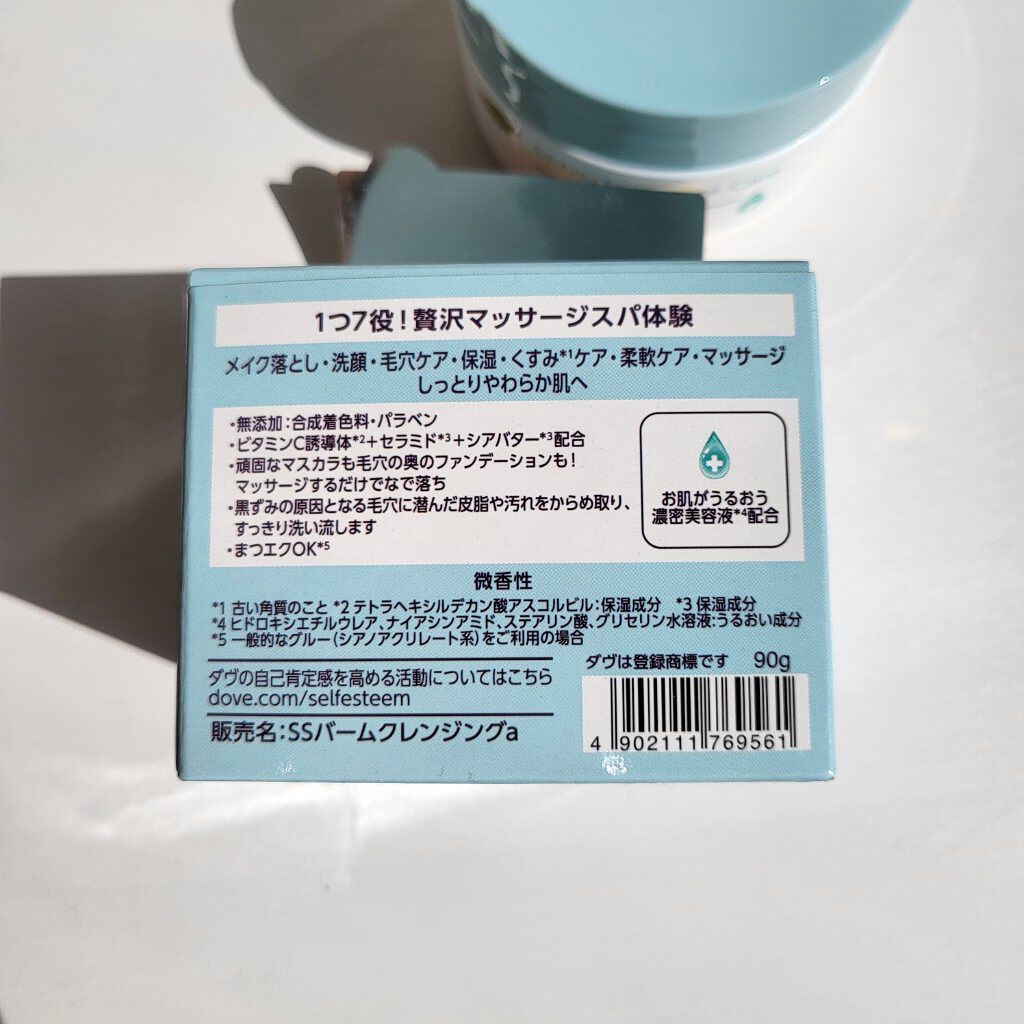 1つ7役！贅沢マッサージスパ体験
メイク落とし・洗顔・毛穴ケア・保湿・くすみ*1ケア・柔軟ケア・マッサージ
しっとりやわらか肌へ
・無添加：合成着色料・パラベン
・ビタミンC誘導体*2＋セラミド*3＋シアバター*3配合
・頑固なマスカラも毛穴の奥のファンデーションも！
マッサージするだけでなで落ち
・黒ずみの原因となる毛穴に潜んだ皮脂や汚れをからめ取り、
すっきり洗い流します
・まつエクOK*5
お肌がうるおう
濃密美容液*4配合
微香性
*1 古い角質のこと *2 テトラヘキシルデカン酸アスコルビル：保湿成分 *3 保湿成分
*4 ヒドロキシエチルウレア、ナイアシンアミド、ステアリン酸、グリセリン水溶液：うるおい成分
*5 一般的なグルー（シアノアクリレート系）をご利用の場合
ダヴの自己肯定感を高める活動についてはこちら
dove.com/selfesteem
販売名：SSバームクレンジングa
ダヴは登録商標です 90g
4 902111 769561